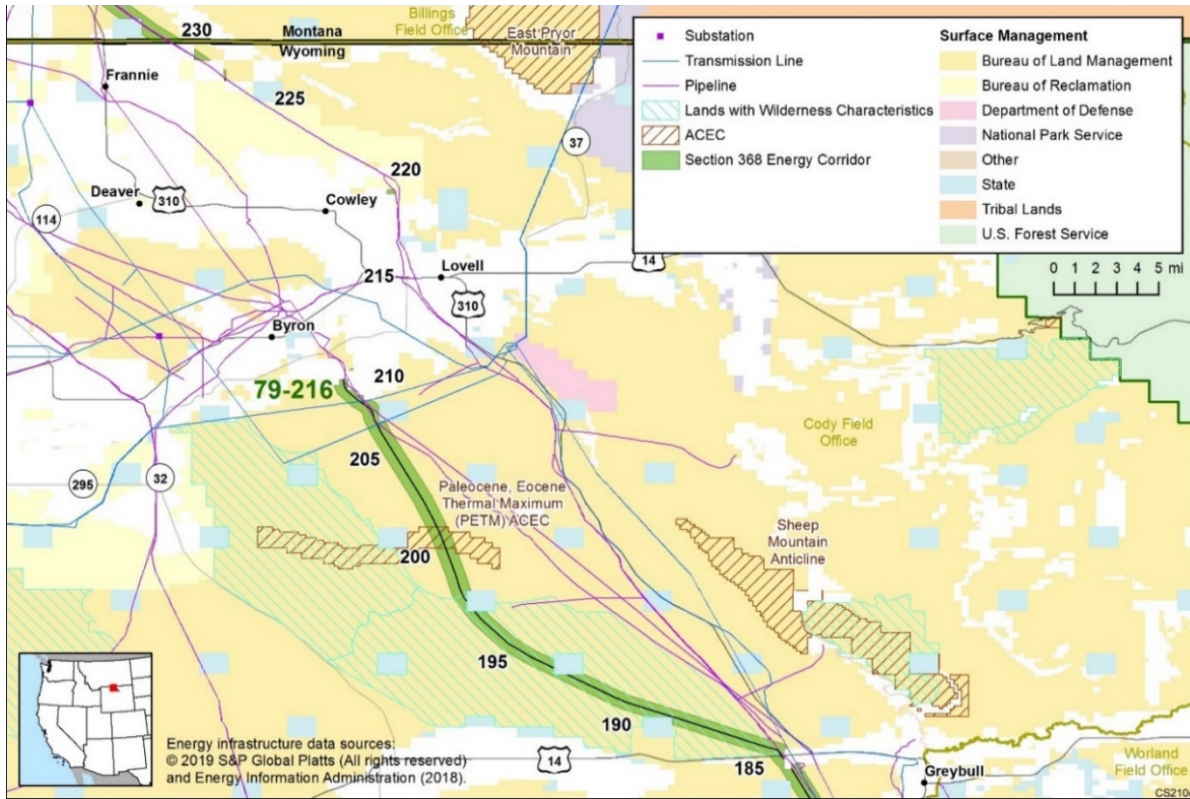 230
Montana
Wyoming
Billings
Field Office
East Pryor
Mountain
Frannie
225
37
220
Deaver
310
Cowley
114
215
Lovell
14
310
Byron
210
79-216
205
Cody Field
Office
295
32
Paleocene, Eocene
Thermal Maximum
(PETM) ACEC
Sheep
Mountain
Anticline
200
195
190
185
14
Greybull
Worland
Field Office
CS210
Energy infrastructure data sources:
© 2019 S&P Global Platts (All rights reserved)
and Energy Information Administration (2018).
Substation
Transmission Line
Pipeline
Lands with Wilderness Characteristics
ACEC
Section 368 Energy Corridor
Surface Management
Bureau of Land Management
Bureau of Reclamation
Department of Defense
National Park Service
Other
State
Tribal Lands
U.S. Forest Service
0 1 2 3 4 5 mi